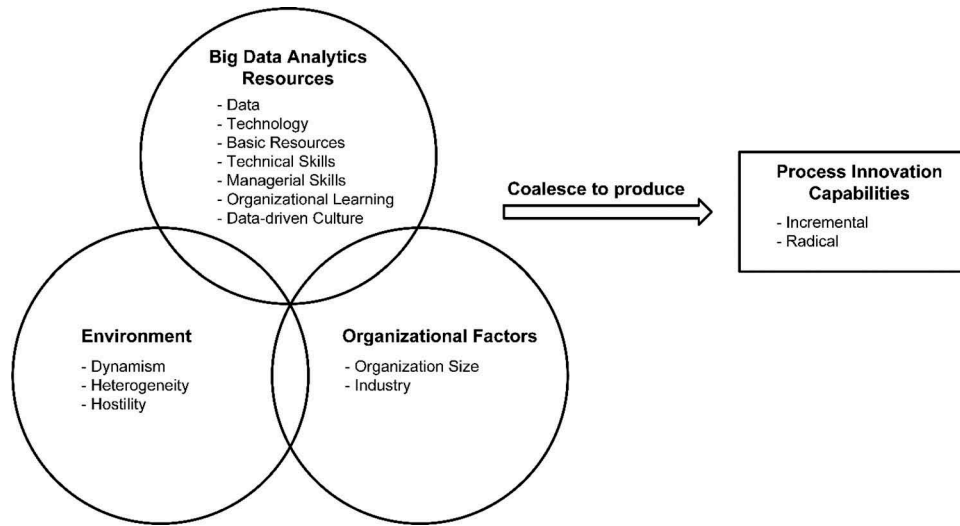 Big Data Analytics
Resources
- Data
- Technology
- Basic Resources
- Technical Skills
- Managerial Skills
- Organizational Learning
- Data-driven Culture
Coalesce to produce
Process Innovation
Capabilities
- Incremental
- Radical
Environment
- Dynamism
- Heterogeneity
- Hostility
Organizational Factors
- Organization Size
- Industry